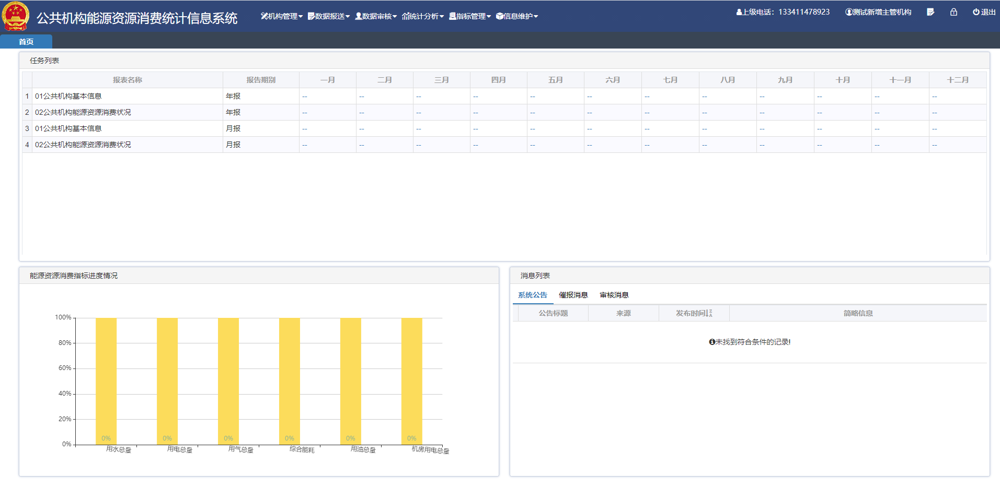 公共机构能源资源消费统计信息系统 机构管理 数据报送 数据审核 统计分析 指标管理 信息维护 上级电话：133411478923 测试新增主管机构 退出
首页
任务列表
报表名称 报告期别 一月 二月 三月 四月 五月 六月 七月 八月 九月 十月 十一月 十二月
1 01公共机构基本信息 年报 -- -- -- -- -- -- -- -- -- -- -- --
2 02公共机构能源资源消费状况 年报 -- -- -- -- -- -- -- -- -- -- -- --
3 01公共机构基本信息 月报 -- -- -- -- -- -- -- -- -- -- -- --
4 02公共机构能源资源消费状况 月报 -- -- -- -- -- -- -- -- -- -- -- --
能源资源消费指标进度情况
100%
80%
60%
40%
20%
0%
0% 0% 0% 0% 0% 0%
用水总量 用电总量 用气总量 综合能耗 用油总量 机房用电总量
消息列表
系统公告 催报消息 审核消息
公告标题 来源 发布时间 简略信息
未找到符合条件的记录!